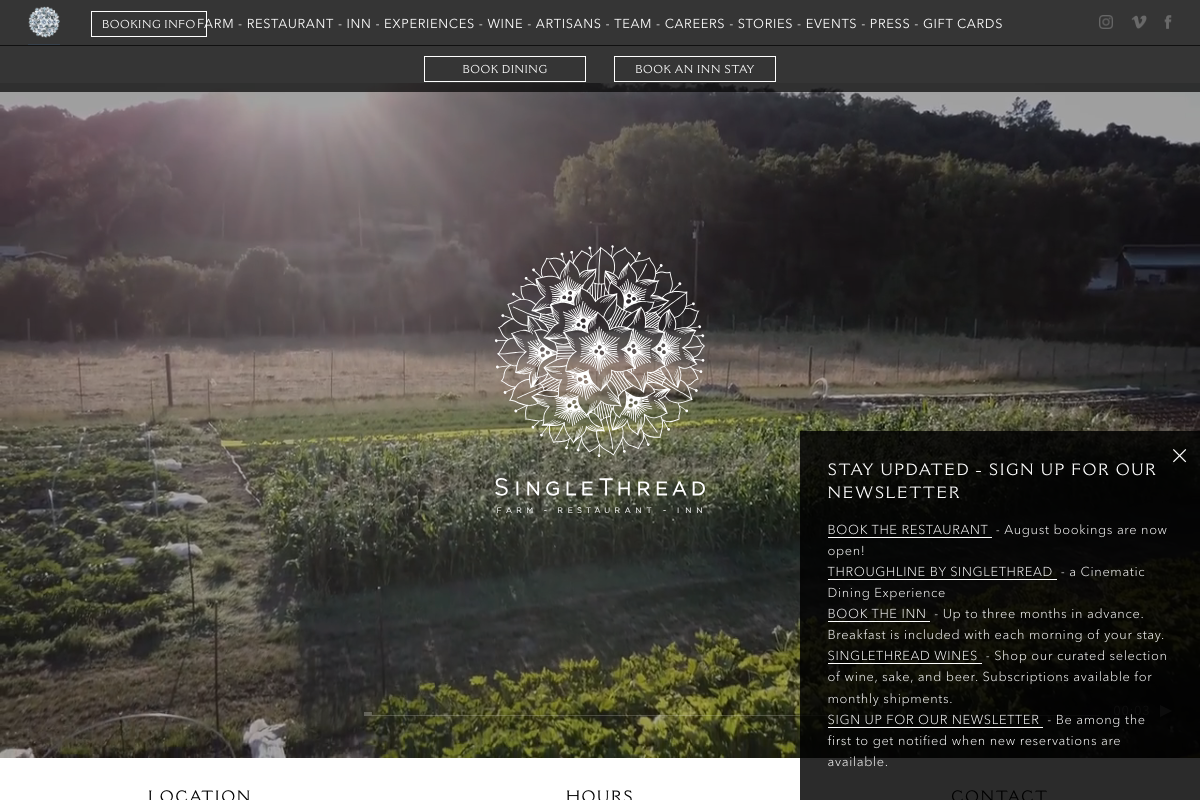 BOOKING INFO
FARM - RESTAURANT - INN - EXPERIENCES - WINE - ARTISANS - TEAM - CAREERS - STORIES - EVENTS - PRESS - GIFT CARDS
BOOK DINING
BOOK AN INN STAY
SINGLETHREAD
FARM - RESTAURANT - INN
STAY UPDATED - SIGN UP FOR OUR
NEWSLETTER
BOOK THE RESTAURANT - August bookings are now
open!
THROUGHLINE BY SINGLETHREAD - a Cinematic
Dining Experience
BOOK THE INN - Up to three months in advance.
Breakfast is included with each morning of your stay.
SINGLETHREAD WINES - Shop our curated selection
of wine, sake, and beer. Subscriptions available for
monthly shipments.
SIGN UP FOR OUR NEWSLETTER - Be among the
first to get notified when new reservations are
available.
LOCATION
HOURS
CONTACT